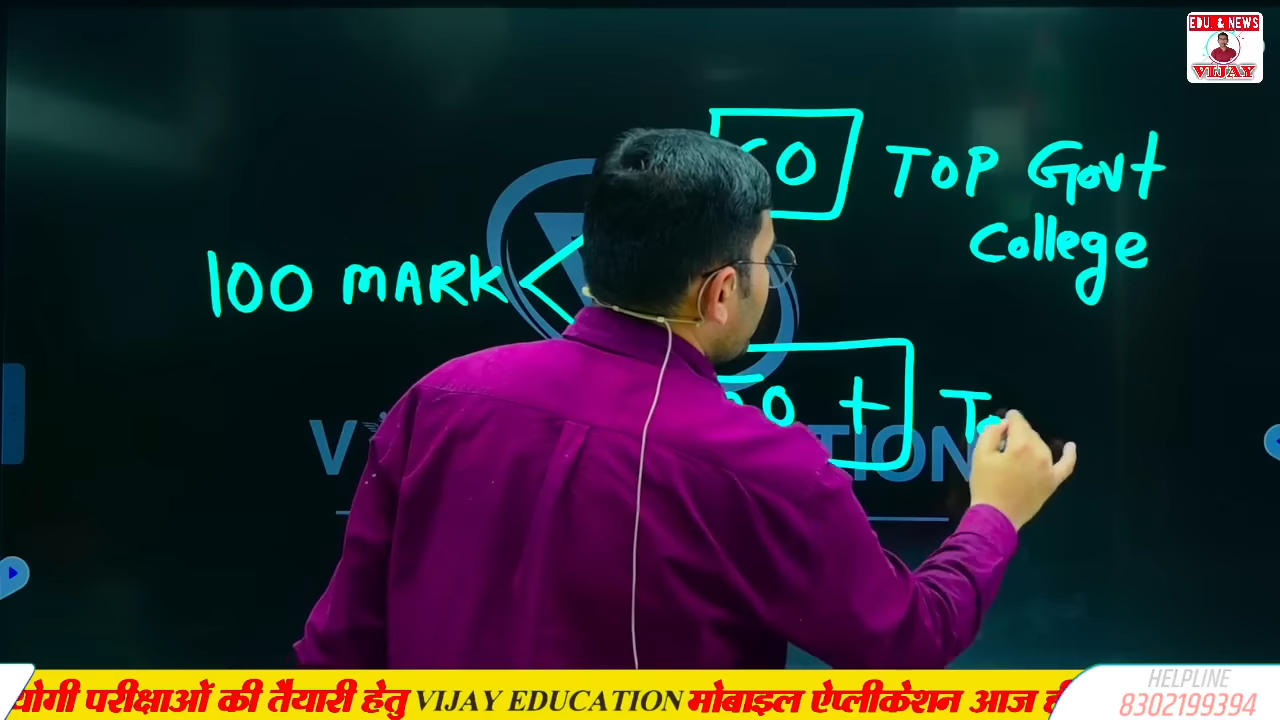 EDU. & NEWS
VIJAY
TOP Govt
College
100 MARK
+
योगी परीक्षाओं की तैयारी हेतु VIJAY EDUCATION मोबाइल ऐप्लीकेशन आज ही
HELPLINE
8302199394